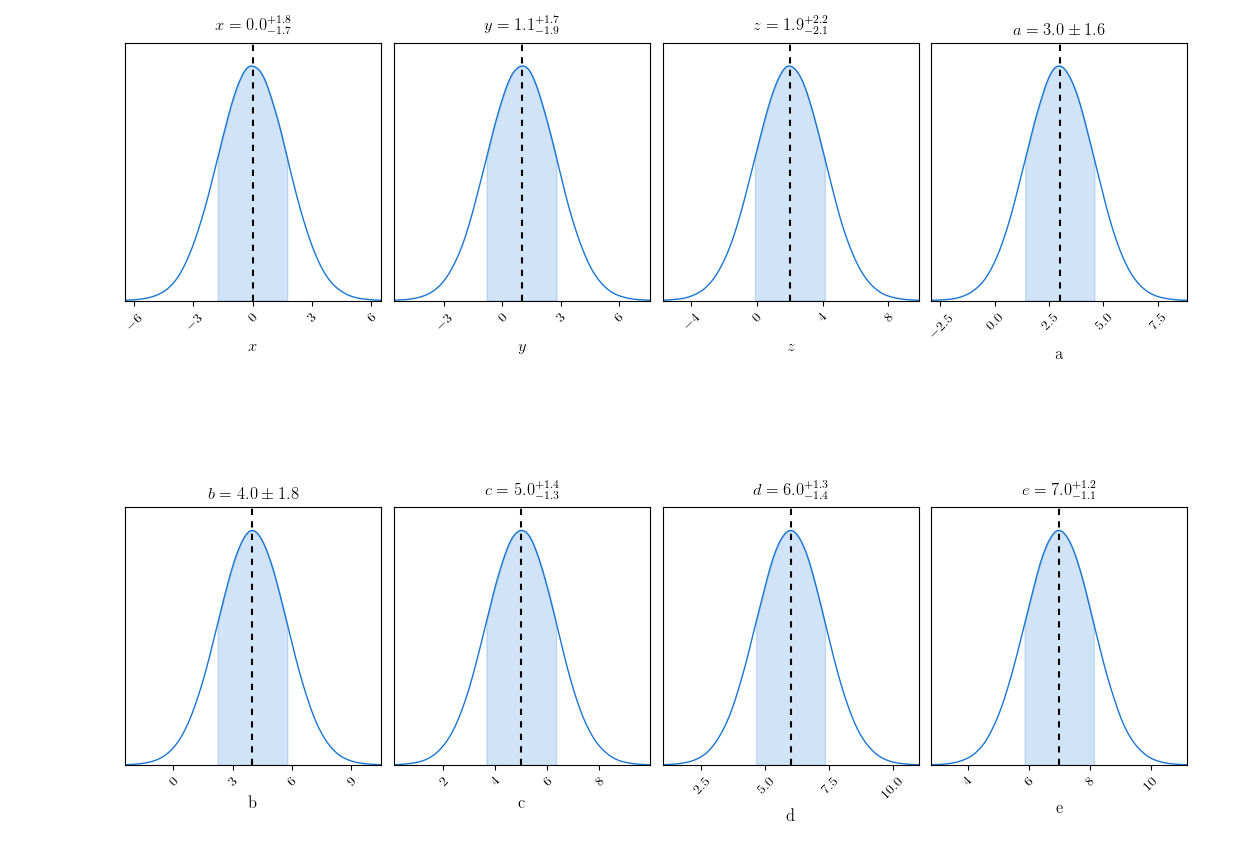 x = 0.0^{+1.8}_{-1.7} y = 1.1^{+1.7}_{-1.9} z = 1.9^{+2.2}_{-2.1} a = 3.0 ± 1.6
−6 −3 0 3 6 −3 0 3 6 −4 0 4 8 −2.5 0.0 2.5 5.0 7.5
x y z a
b = 4.0 ± 1.8 c = 5.0^{+1.4}_{-1.3} d = 6.0^{+1.3}_{-1.4} e = 7.0^{+1.2}_{-1.1}
0 3 6 9 2 4 6 8 2.5 5.0 7.5 10.0 4 6 8 10
b c d e